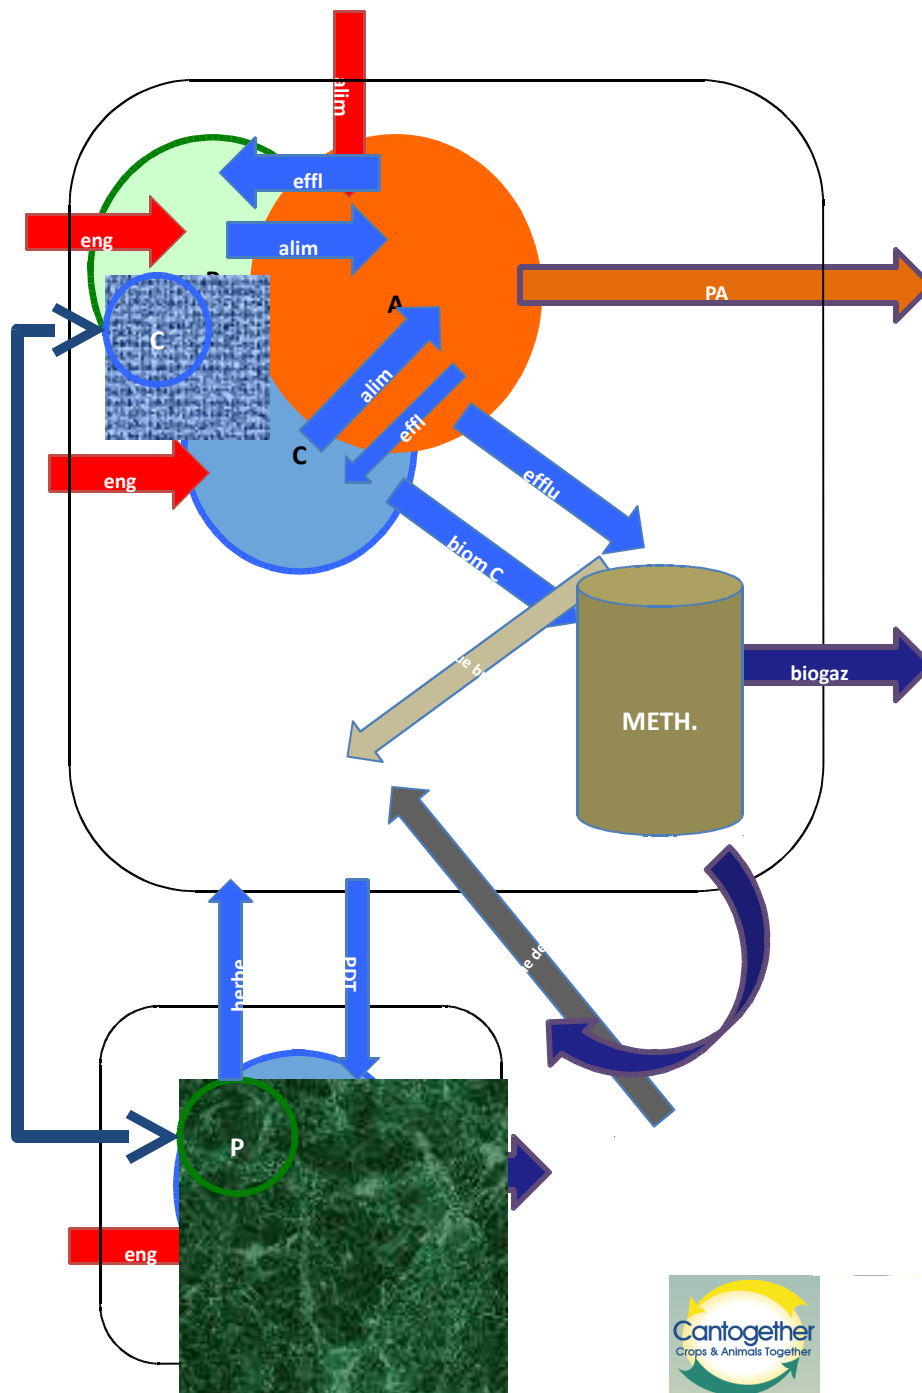 alim
effl
eng
alim
A
PA
C
alim
effl
C
eng
efflu
biom C
METH.
biogaz
herbe
PDT
P
eng
Cantogether
Crops & Animals Together